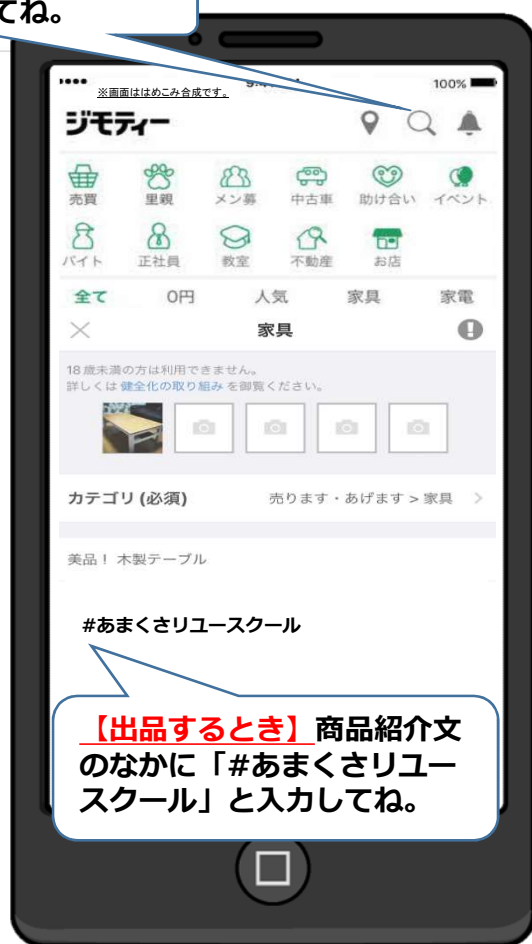 てね。
※画面ははめこみ合成です。
100%
ジモティー
売買 里親 メン募 中古車 助け合い イベント
バイト 正社員 教室 不動産 お店
全て 0円 人気 家具 家電
家具
18歳未満の方は利用できません。
詳しくは 健全化の取り組み を御覧ください。
カテゴリ (必須) 売ります・あげます > 家具 >
美品！ 木製テーブル
#あまくさリユースクール
【出品するとき】商品紹介文
のなかに「#あまくさリユー
スクール」と入力してね。